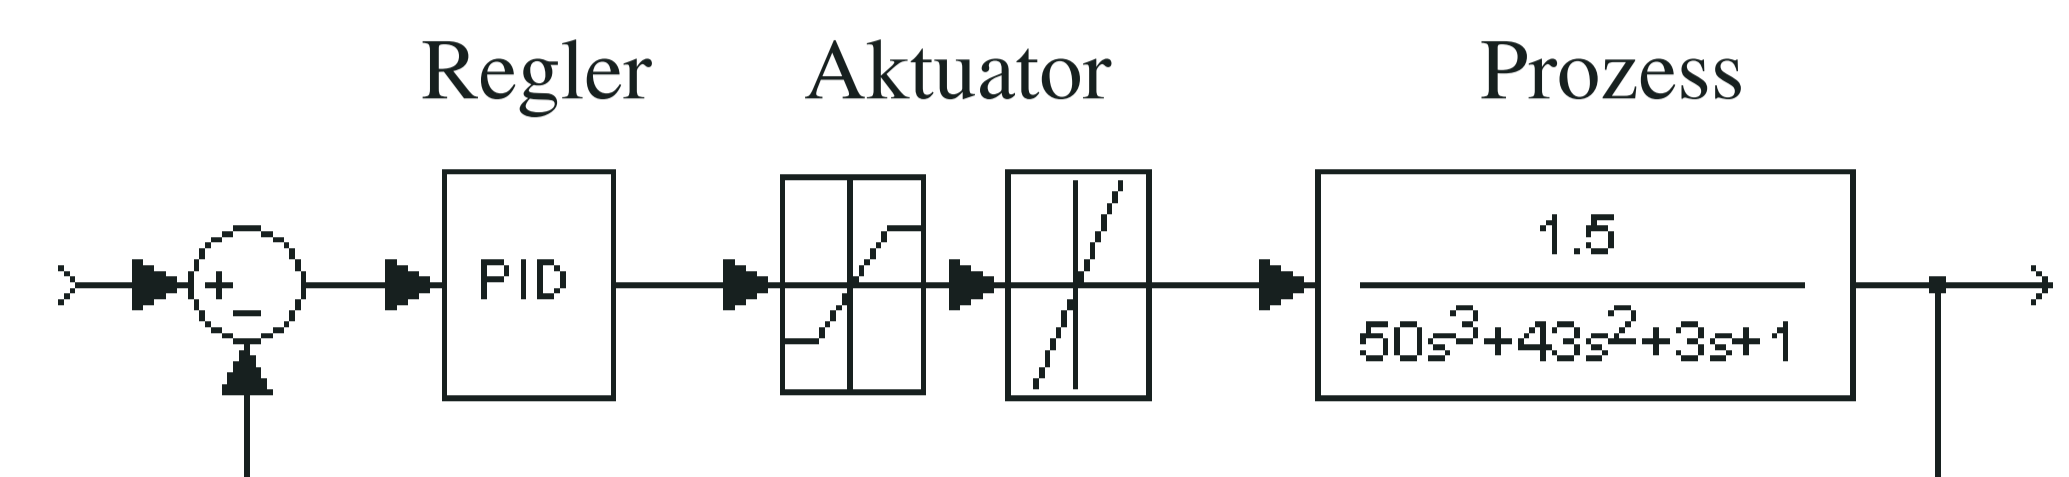 Regler Aktuator Prozess
+
−
PID
1.5
50s³+43s²+3s+1